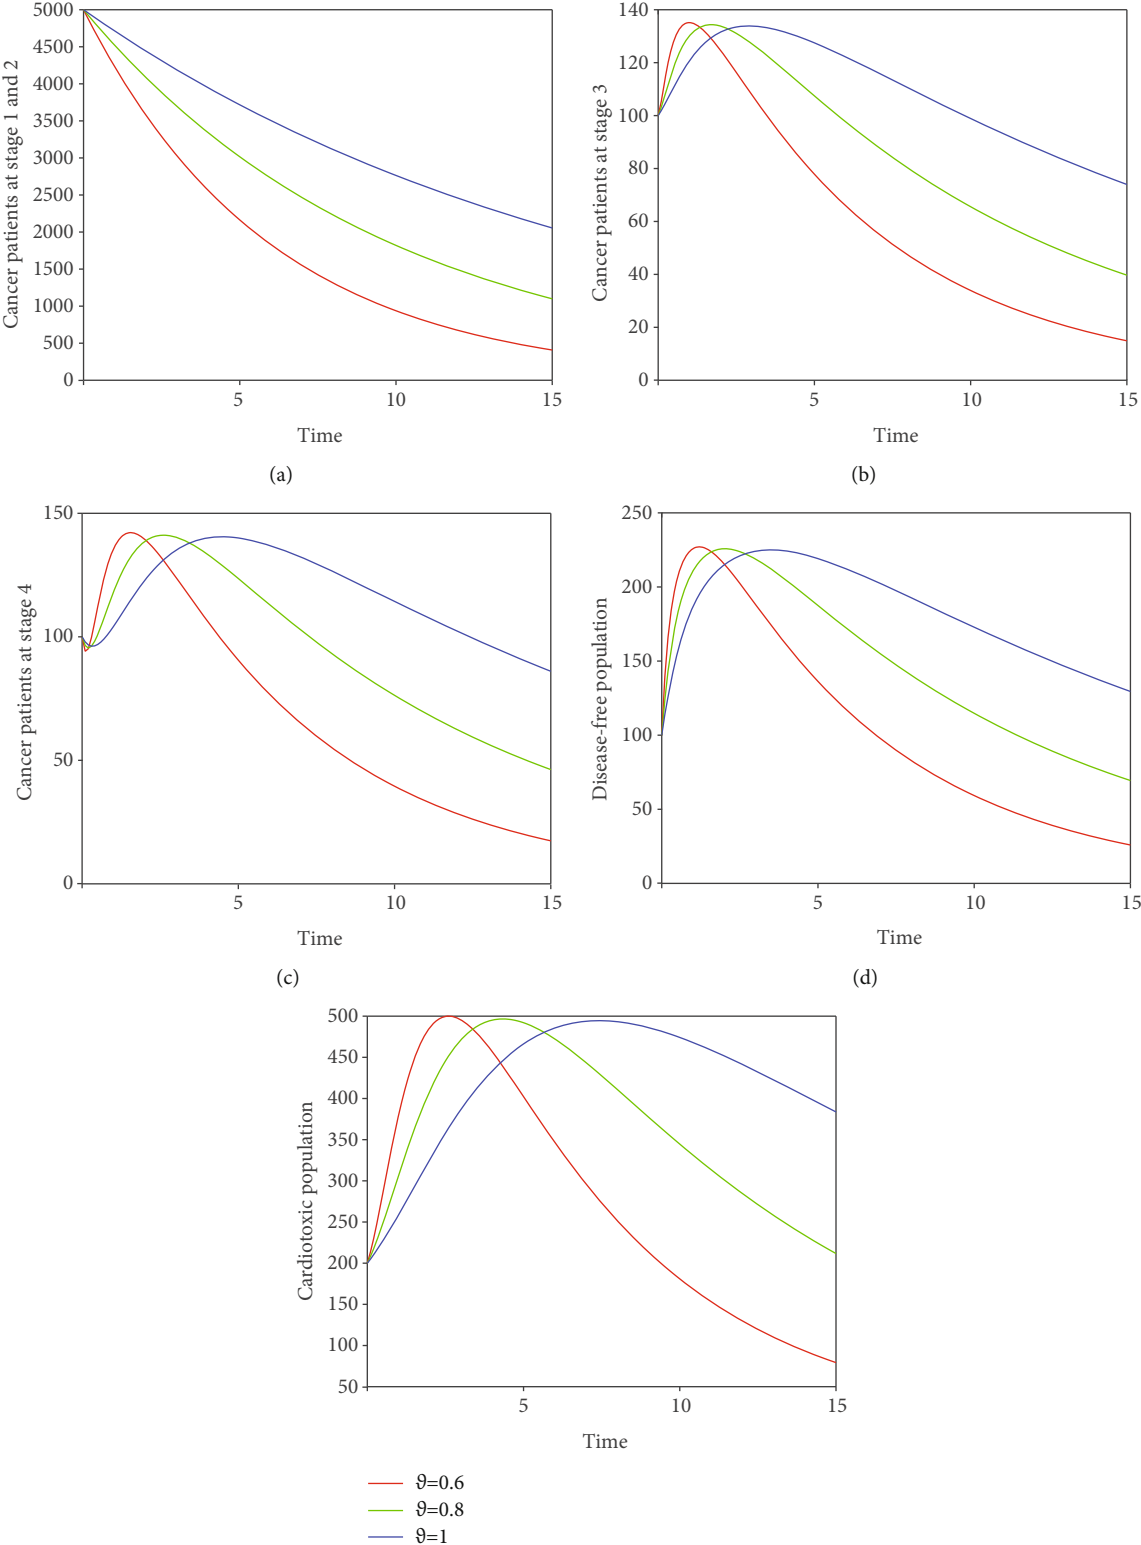 5000
4500
4000
3500
3000
2500
2000
1500
1000
500
0
Cancer patients at stage 1 and 2
5 10 15
Time
(a)
140
120
100
80
60
40
20
0
Cancer patients at stage 3
5 10 15
Time
(b)
150
100
50
0
Cancer patients at stage 4
5 10 15
Time
(c)
250
200
150
100
50
0
Disease-free population
5 10 15
Time
(d)
500
450
400
350
300
250
200
150
100
50
Cardiotoxic population
5 10 15
Time
ϑ=0.6
ϑ=0.8
ϑ=1